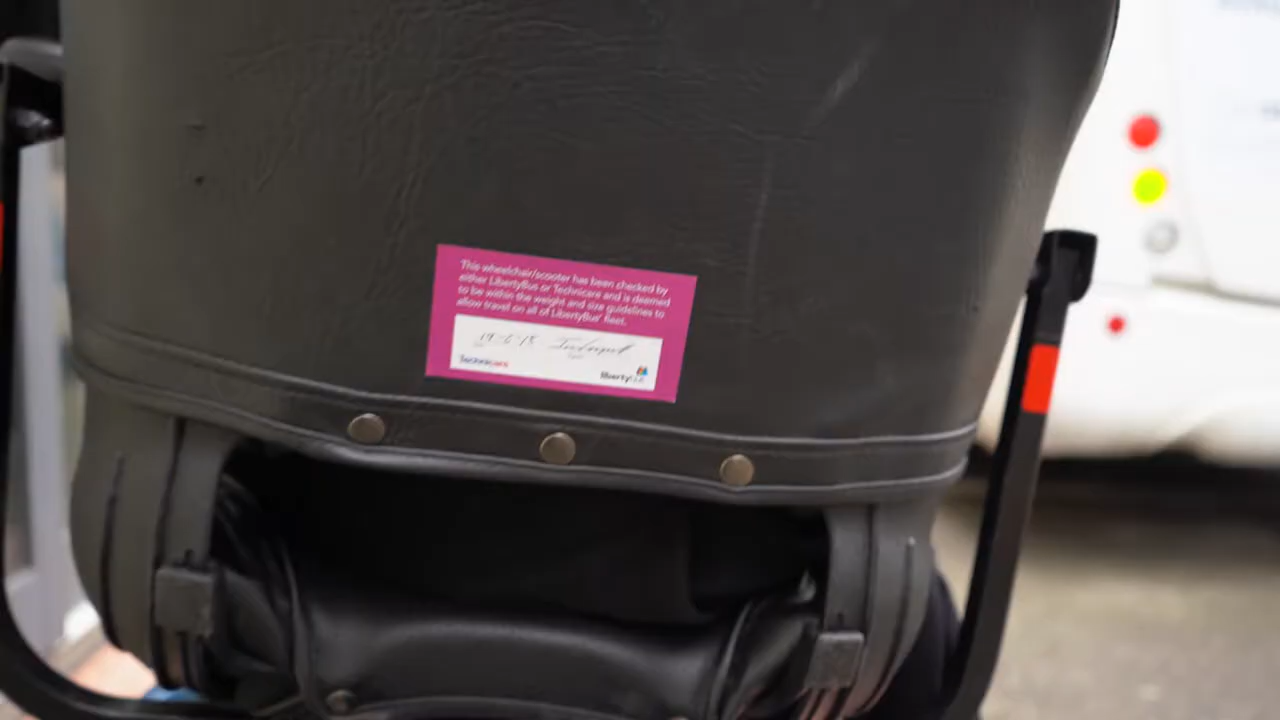 This wheelchair/scooter has been checked by
either LibertyBus or Technicare and is deemed
to be within the weight and size guidelines to
allow travel on all of LibertyBus' fleet.
Technicare
liberty